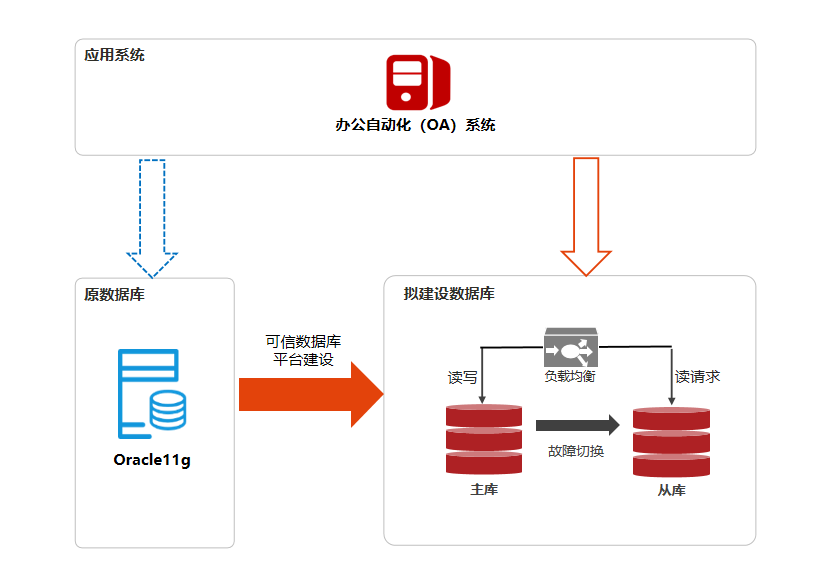 应用系统
办公自动化（OA）系统
原数据库
Oracle11g
可信数据库
平台建设
拟建设数据库
负载均衡
读写
读请求
故障切换
主库
从库